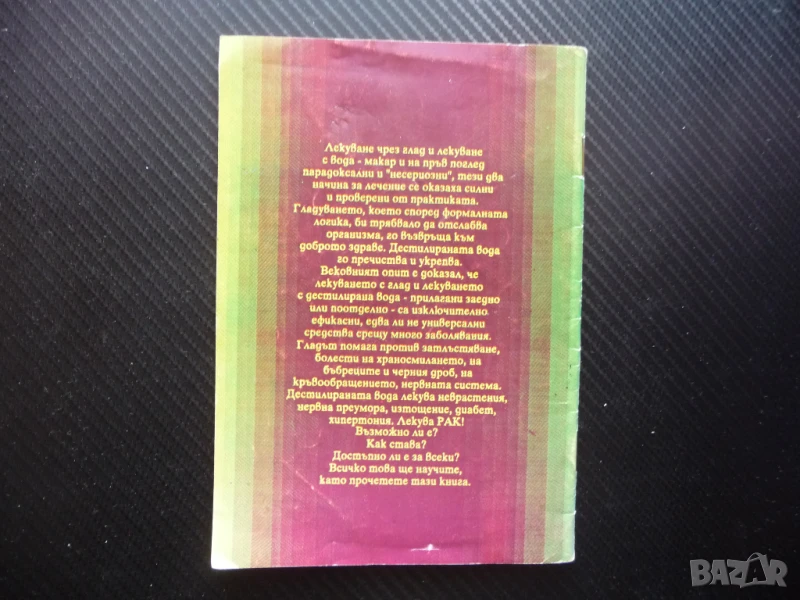 Лекуване чрез глад и лекуване
с вода - макар и на пръв поглед
парадоксални и "несериозни", тези два
начина за лечение се оказаха силни
и проверени от практиката.
Гладуването, което според формалната
логика, би трябвало да отслабва
организма, го възвръща към
доброто здраве. Дестилираната вода
го пречиства и укрепва.
Вековният опит е доказал, че
лекуването с глад и лекуването
с дестилирана вода - прилагани заедно
или поотделно - са изключително
ефикасни, едва ли не универсални
средства срещу много заболявания.
Гладът помага против затлъстяване,
болести на храносмилането, на
бъбреците и черния дроб, на
кръвообращението, нервната система.
Дестилираната вода лекува неврастения,
нервна преумора, изтощение, диабет,
хипертония. Лекува РАК!
Възможно ли е?
Как става?
Достъпно ли е за всеки?
Всичко това ще научите,
като прочетете тази книга.
BAZAR